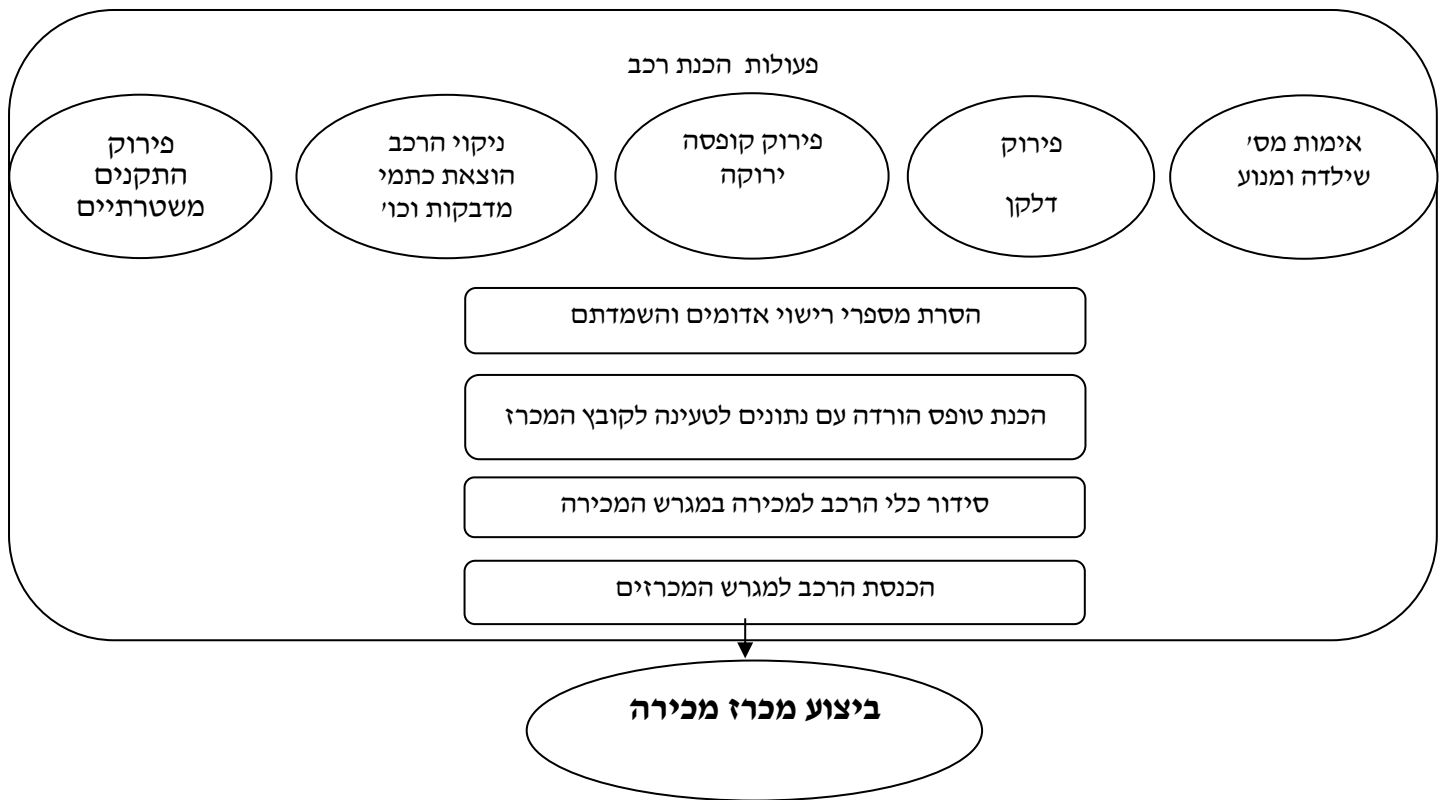 פעולות הכנת רכב
אימות מס׳
שילדה ומנוע
פירוק
דלקן
פירוק קופסה
ירוקה
ניקוי הרכב
הוצאת כתמי
מדבקות וכו׳
פירוק
התקנים
משטרתיים
הסרת מספרי רישוי אדומים והשמדתם
הכנת טופס הורדה עם נתונים לטעינה לקובץ המכרז
סידור כלי הרכב למכירה במגרש המכירה
הכנסת הרכב למגרש המכרזים
ביצוע מכרז מכירה